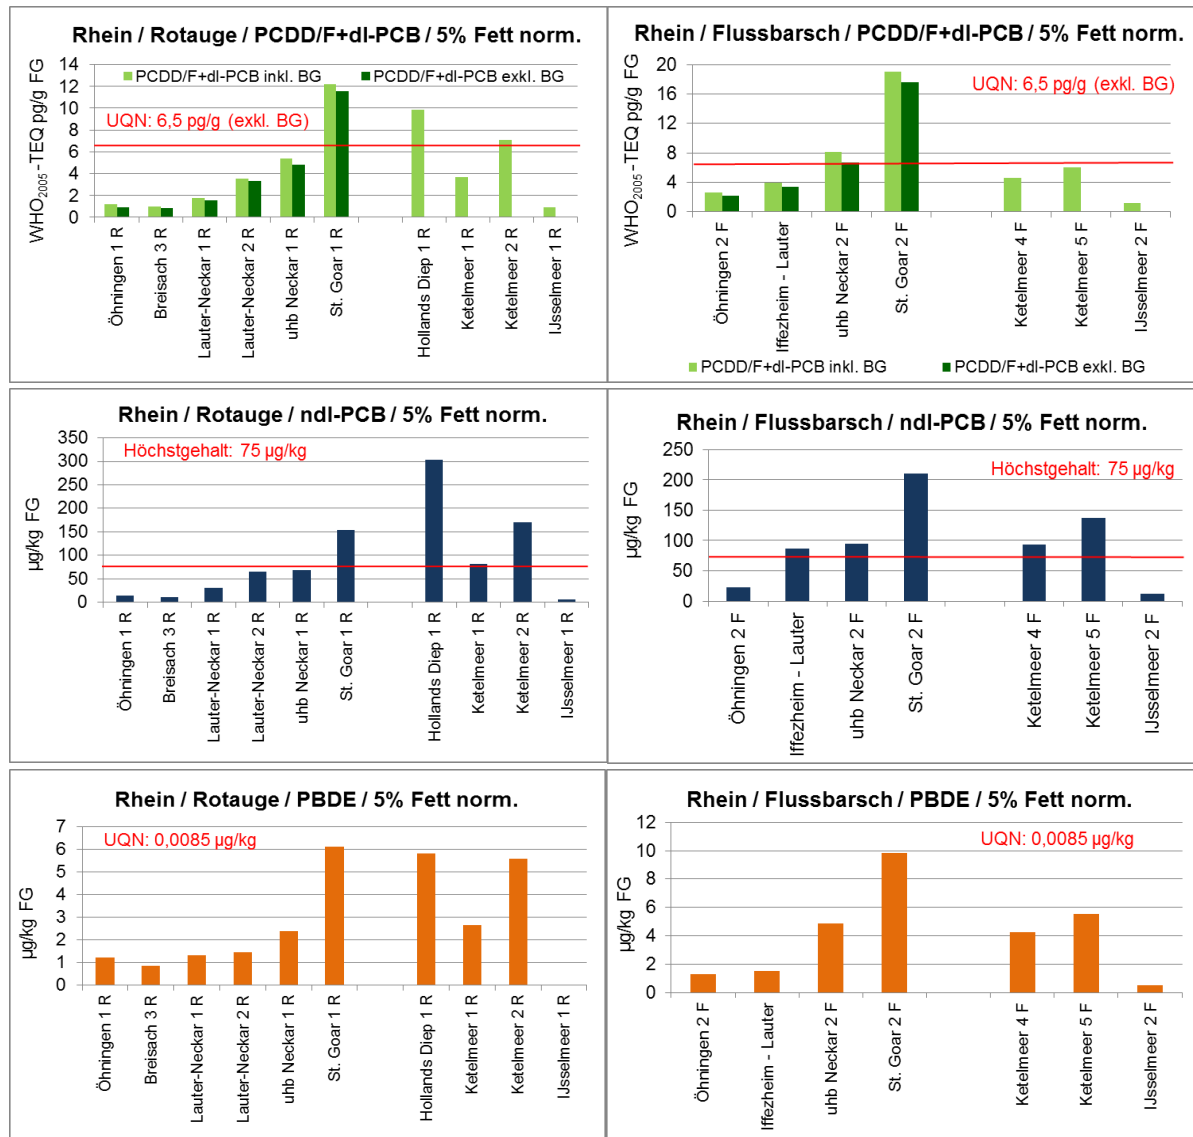 Rhein / Rotauge / PCDD/F+dl-PCB / 5% Fett norm.
14
12
10
8
6
4
2
0
WHO2005-TEQ pg/g FG
PCDD/F+dl-PCB inkl. BG
PCDD/F+dl-PCB exkl. BG
UQN: 6,5 pg/g (exkl. BG)
Öhningen 1 R
Breisach 3 R
Lauter-Neckar 1 R
Lauter-Neckar 2 R
uhb Neckar 1 R
St. Goar 1 R
Hollands Diep 1 R
Ketelmeer 1 R
Ketelmeer 2 R
IJsselmeer 1 R
Rhein / Flussbarsch / PCDD/F+dl-PCB / 5% Fett norm.
20
16
12
8
4
0
WHO2005-TEQ pg/g FG
UQN: 6,5 pg/g (exkl. BG)
Öhningen 2 F
Iffezheim - Lauter
uhb Neckar 2 F
St. Goar 2 F
Ketelmeer 4 F
Ketelmeer 5 F
IJsselmeer 2 F
PCDD/F+dl-PCB inkl. BG
PCDD/F+dl-PCB exkl. BG
Rhein / Rotauge / ndl-PCB / 5% Fett norm.
350
300
250
200
150
100
50
0
µg/kg FG
Höchstgehalt: 75 µg/kg
Öhningen 1 R
Breisach 3 R
Lauter-Neckar 1 R
Lauter-Neckar 2 R
uhb Neckar 1 R
St. Goar 1 R
Hollands Diep 1 R
Ketelmeer 1 R
Ketelmeer 2 R
IJsselmeer 1 R
Rhein / Flussbarsch / ndl-PCB / 5% Fett norm.
250
200
150
100
50
0
µg/kg FG
Höchstgehalt: 75 µg/kg
Öhningen 2 F
Iffezheim - Lauter
uhb Neckar 2 F
St. Goar 2 F
Ketelmeer 4 F
Ketelmeer 5 F
IJsselmeer 2 F
Rhein / Rotauge / PBDE / 5% Fett norm.
7
6
5
4
3
2
1
0
µg/kg FG
UQN: 0,0085 µg/kg
Öhningen 1 R
Breisach 3 R
Lauter-Neckar 1 R
Lauter-Neckar 2 R
uhb Neckar 1 R
St. Goar 1 R
Hollands Diep 1 R
Ketelmeer 1 R
Ketelmeer 2 R
IJsselmeer 1 R
Rhein / Flussbarsch / PBDE / 5% Fett norm.
12
10
8
6
4
2
0
µg/kg FG
UQN: 0,0085 µg/kg
Öhningen 2 F
Iffezheim - Lauter
uhb Neckar 2 F
St. Goar 2 F
Ketelmeer 4 F
Ketelmeer 5 F
IJsselmeer 2 F